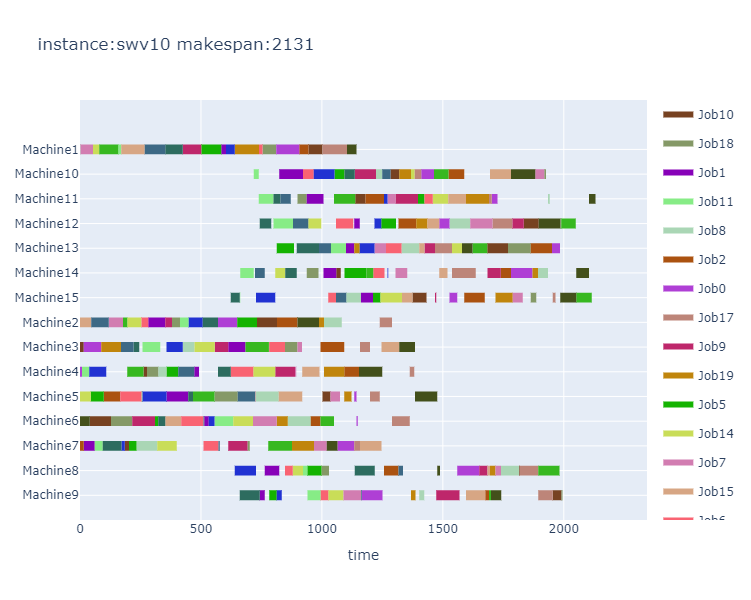 instance:swv10 makespan:2131
Machine1
Machine10
Machine11
Machine12
Machine13
Machine14
Machine15
Machine2
Machine3
Machine4
Machine5
Machine6
Machine7
Machine8
Machine9
0 500 1000 1500 2000
time
Job10
Job18
Job1
Job11
Job8
Job2
Job0
Job17
Job9
Job19
Job5
Job14
Job7
Job15
Job6